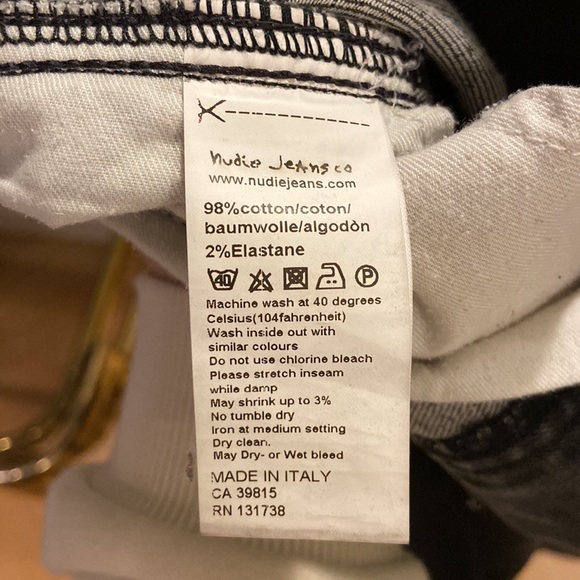 nudie Jeans co
www.nudiejeans.com
98%cotton/coton/
baumwolle/algodòn
2%Elastane
40 P
Machine wash at 40 degrees
Celsius(104fahrenheit)
Wash inside out with
similar colours
Do not use chlorine bleach
Please stretch inseam
while damp
May shrink up to 3%
No tumble dry
Iron at medium setting
Dry clean.
May Dry- or Wet bleed
MADE IN ITALY
CA 39815
RN 131738